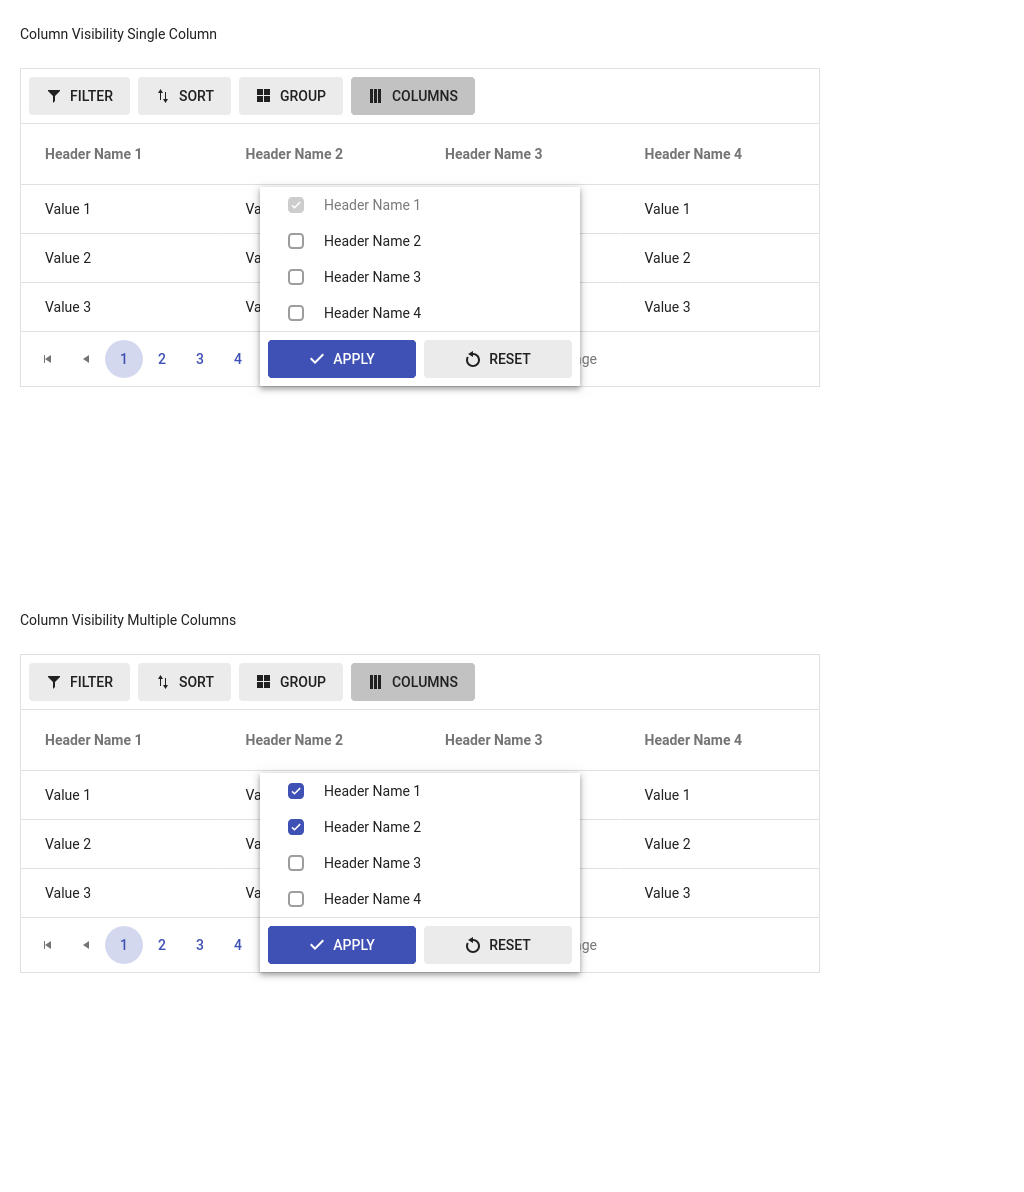 Column Visibility Single Column
FILTER SORT GROUP COLUMNS
Header Name 1 Header Name 2 Header Name 3 Header Name 4
Value 1 Va Header Name 1 Value 1
Header Name 2
Value 2 Va Value 2
Header Name 3
Value 3 Va Header Name 4 Value 3
1 2 3 4 APPLY RESET ge
Column Visibility Multiple Columns
FILTER SORT GROUP COLUMNS
Header Name 1 Header Name 2 Header Name 3 Header Name 4
Value 1 Va Header Name 1 Value 1
Header Name 2
Value 2 Va Value 2
Header Name 3
Value 3 Va Header Name 4 Value 3
1 2 3 4 APPLY RESET ge